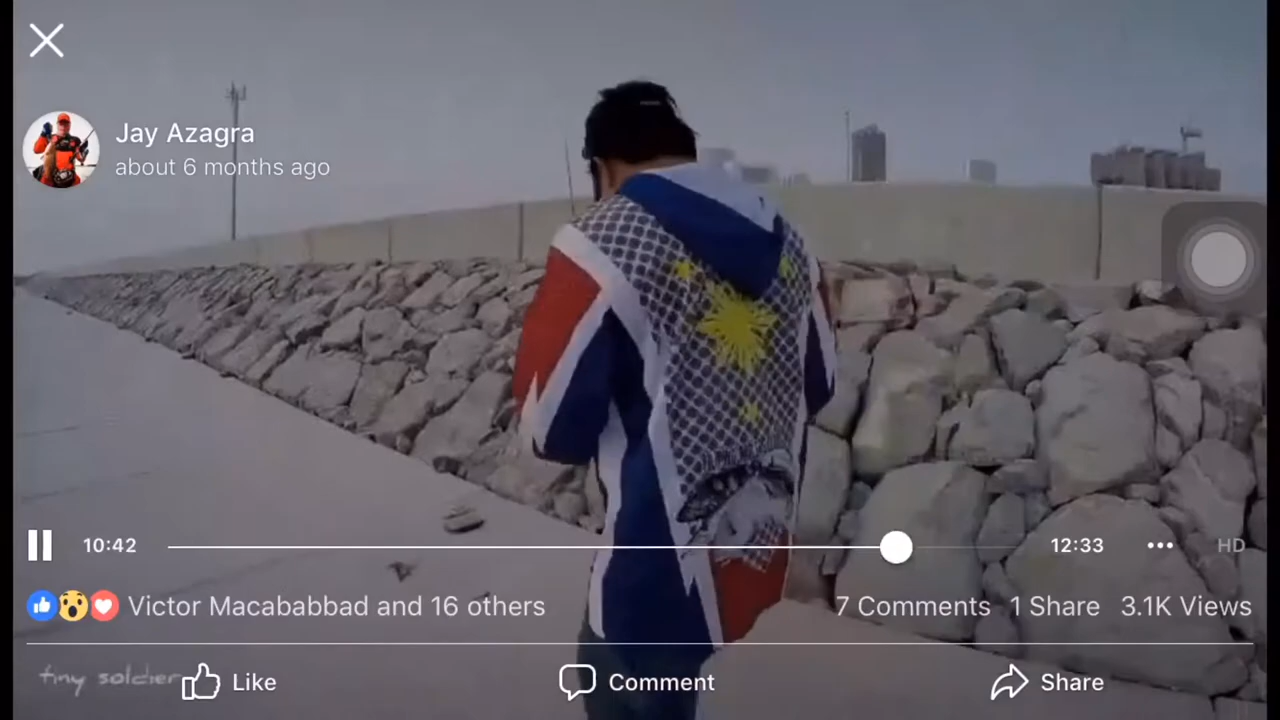 Jay Azagra
about 6 months ago
10:42
12:33
HD
Victor Macababbad and 16 others
7 Comments 1 Share 3.1K Views
tiny soldier
Like
Comment
Share